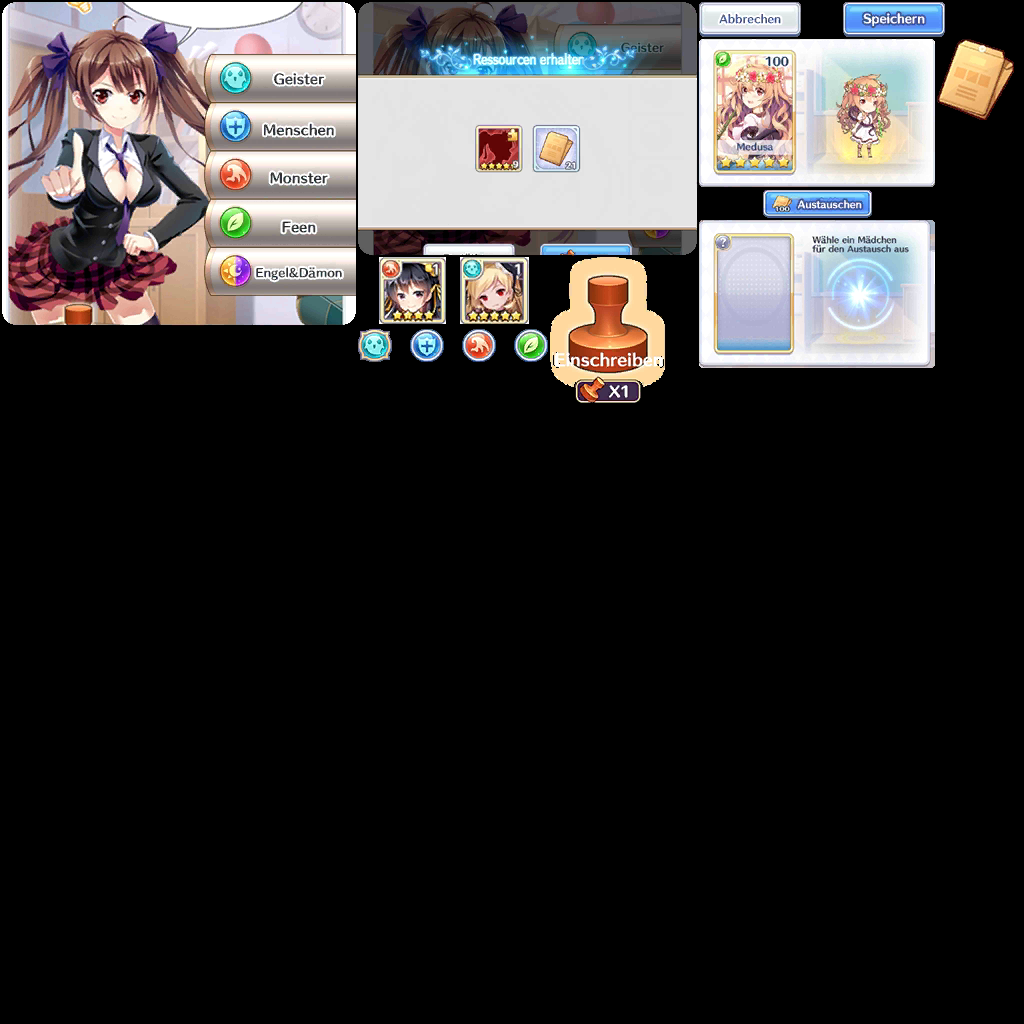 Geister
Menschen
Monster
Feen
Engel&Dämon
Geister
Ressourcen erhalten
9
21
1
1
Einschreiben
X1
Abbrechen
Speichern
100
Medusa
100 Austauschen
?
Wähle ein Mädchen
für den Austausch aus